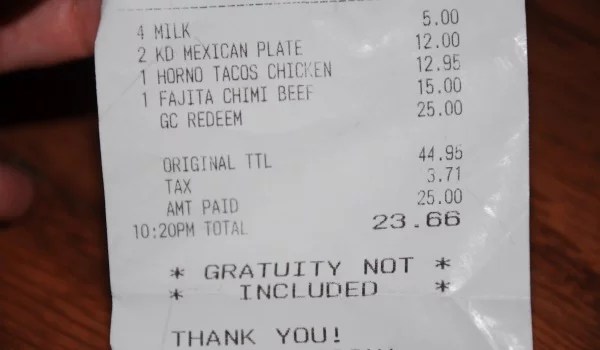 4 MILK 5.00
2 KD MEXICAN PLATE 12.00
1 HORNO TACOS CHICKEN 12.95
1 FAJITA CHIMI BEEF 15.00
GC REDEEM 25.00
ORIGINAL TTL 44.95
TAX 3.71
AMT PAID 25.00
10:20PM TOTAL 23.66
* GRATUITY NOT *
* INCLUDED *
THANK YOU!